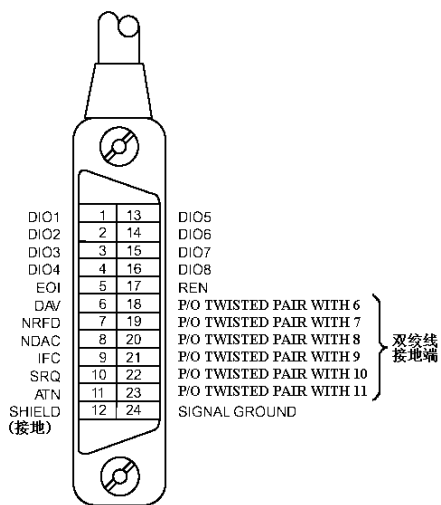 DIO1 1 13 DIO5
DIO2 2 14 DIO6
DIO3 3 15 DIO7
DIO4 4 16 DIO8
EOI 5 17 REN
DAV 6 18 P/O TWISTED PAIR WITH 6
NRFD 7 19 P/O TWISTED PAIR WITH 7
NDAC 8 20 P/O TWISTED PAIR WITH 8
IFC 9 21 P/O TWISTED PAIR WITH 9
SRQ 10 22 P/O TWISTED PAIR WITH 10
ATN 11 23 P/O TWISTED PAIR WITH 11
SHIELD 12 24 SIGNAL GROUND
(接地)
双绞线
接地端